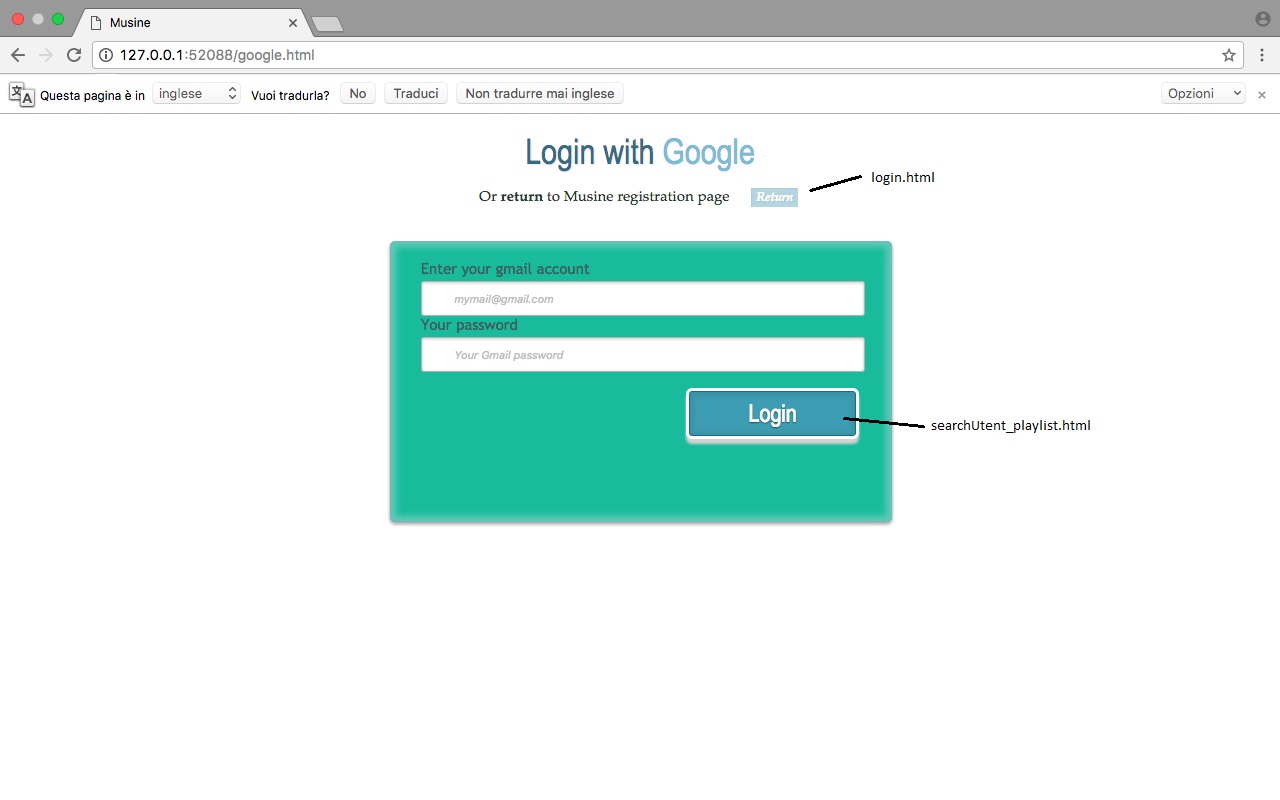 Musine
127.0.0.1:52088/google.html
Questa pagina è in inglese Vuoi tradurla? No Traduci Non tradurre mai inglese Opzioni
Login with Google
Or return to Musine registration page Return
login.html
Enter your gmail account
mymail@gmail.com
Your password
Your Gmail password
Login
searchUtent_playlist.html